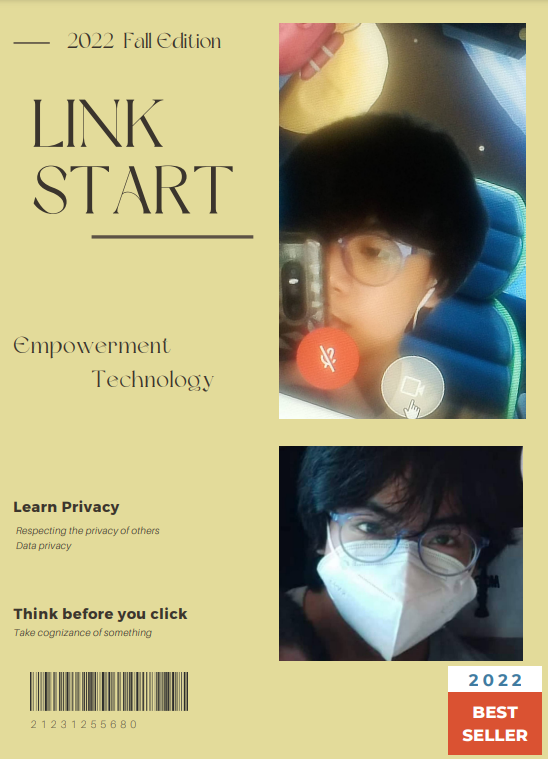 2022 Fall Edition
LINK
START
Empowerment
Technology
Learn Privacy
Respecting the privacy of others
Data privacy
Think before you click
Take cognizance of something
21231255680
2022
BEST
SELLER